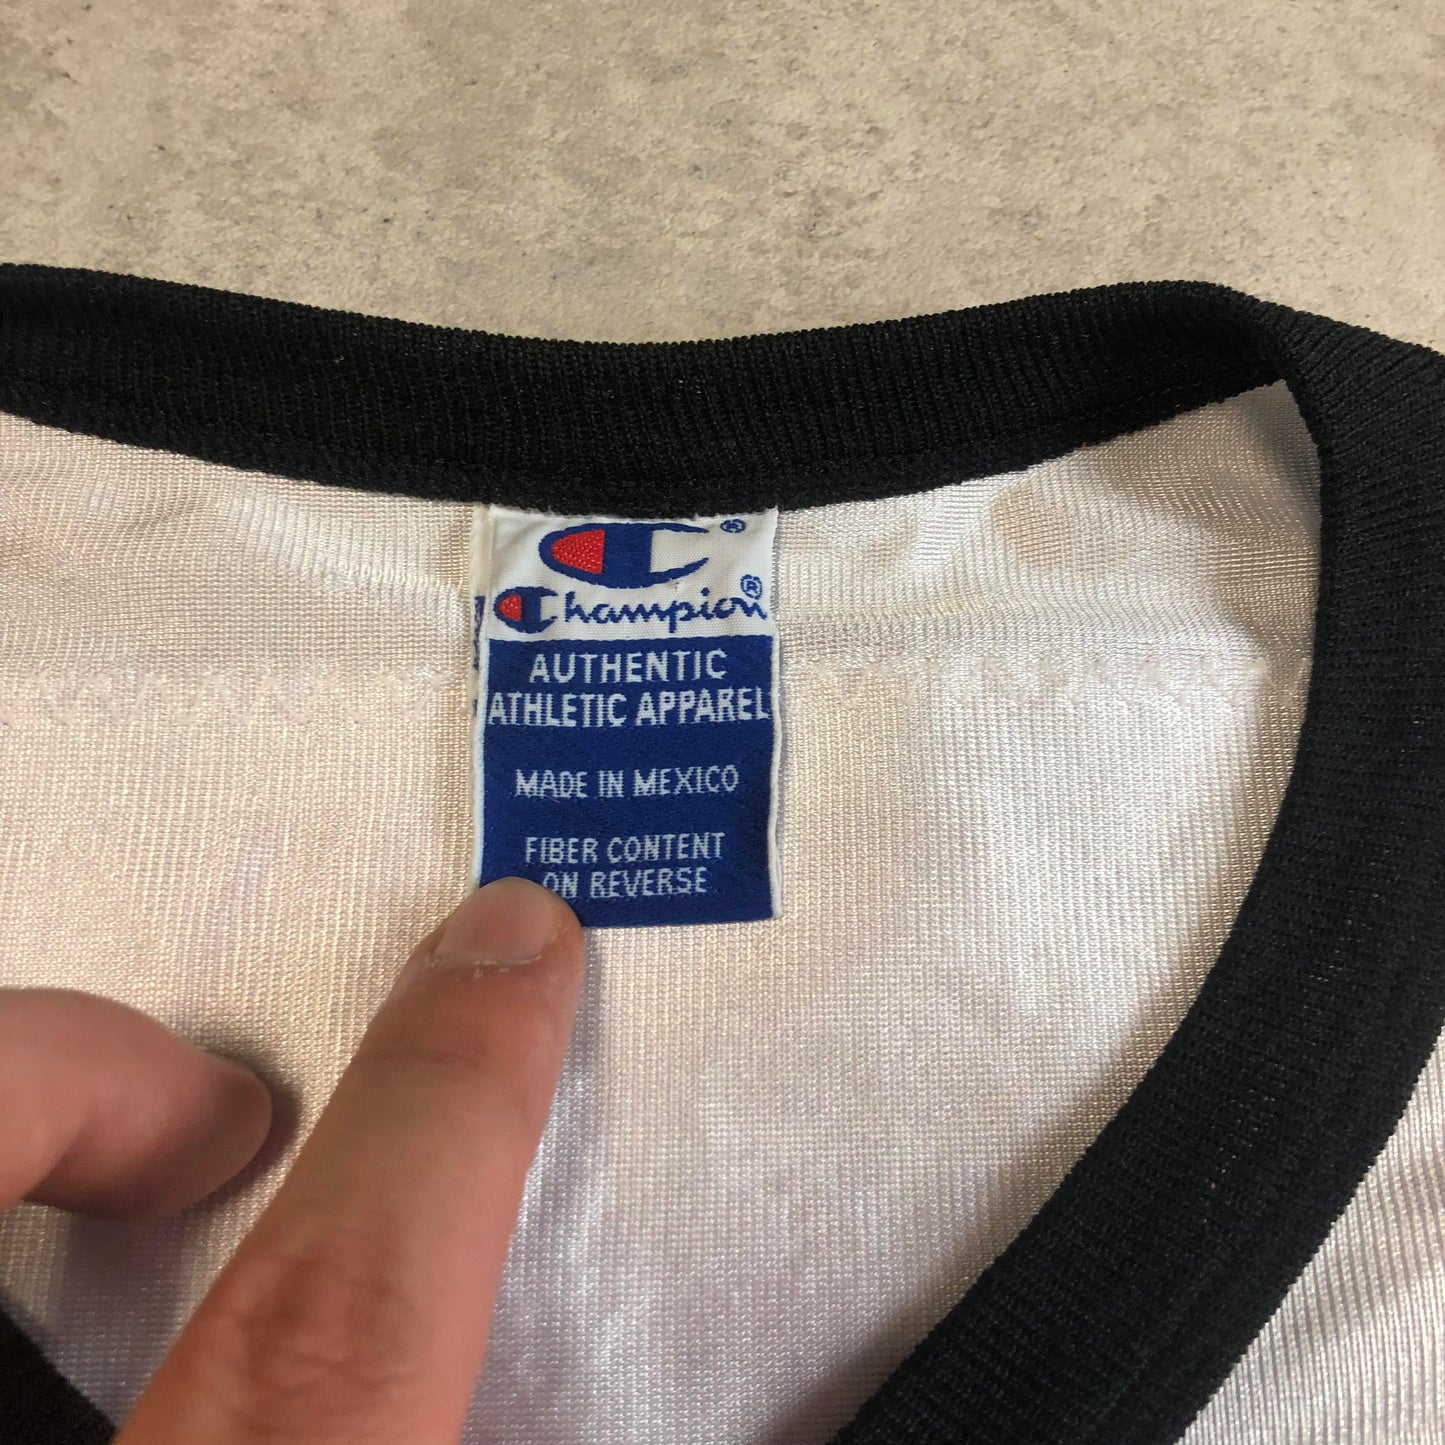 ®
Champion®
AUTHENTIC
ATHLETIC APPAREL
MADE IN MEXICO
FIBER CONTENT
ON REVERSE